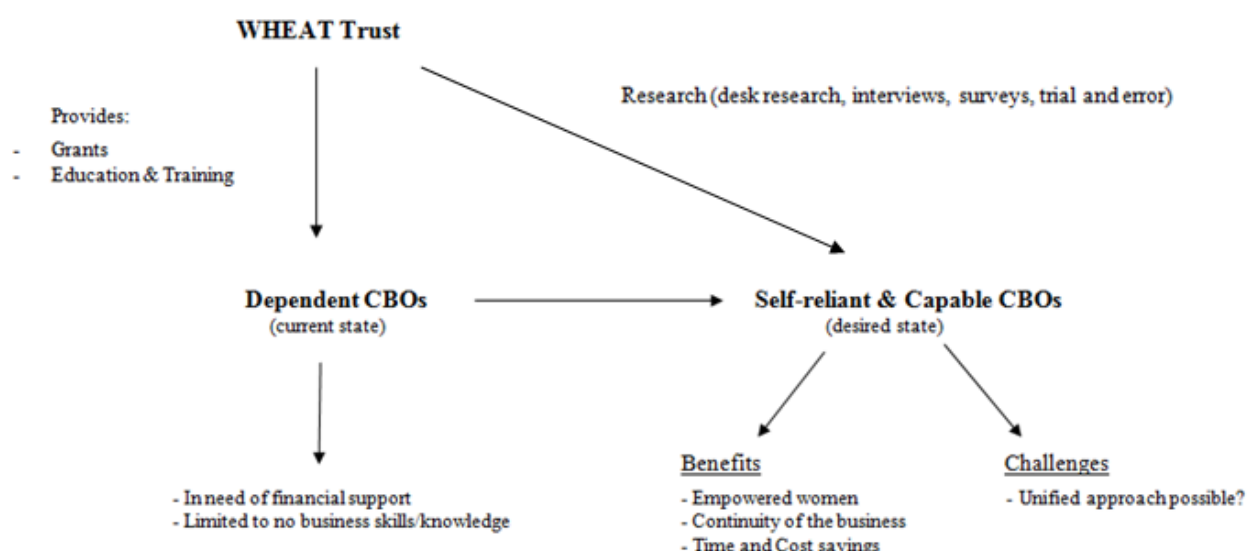 WHEAT Trust
Research (desk research, interviews, surveys, trial and error)
Provides:
- Grants
- Education & Training
Dependent CBOs
(current state)
Self-reliant & Capable CBOs
(desired state)
- In need of financial support
- Limited to no business skills/knowledge
Benefits
- Empowered women
- Continuity of the business
- Time and Cost savings
Challenges
- Unified approach possible?